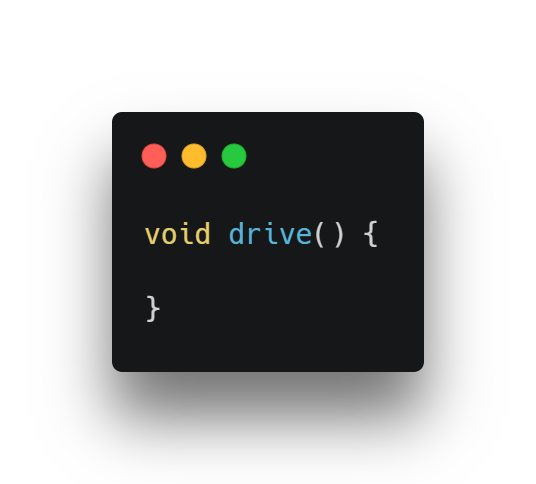 void drive() {
}